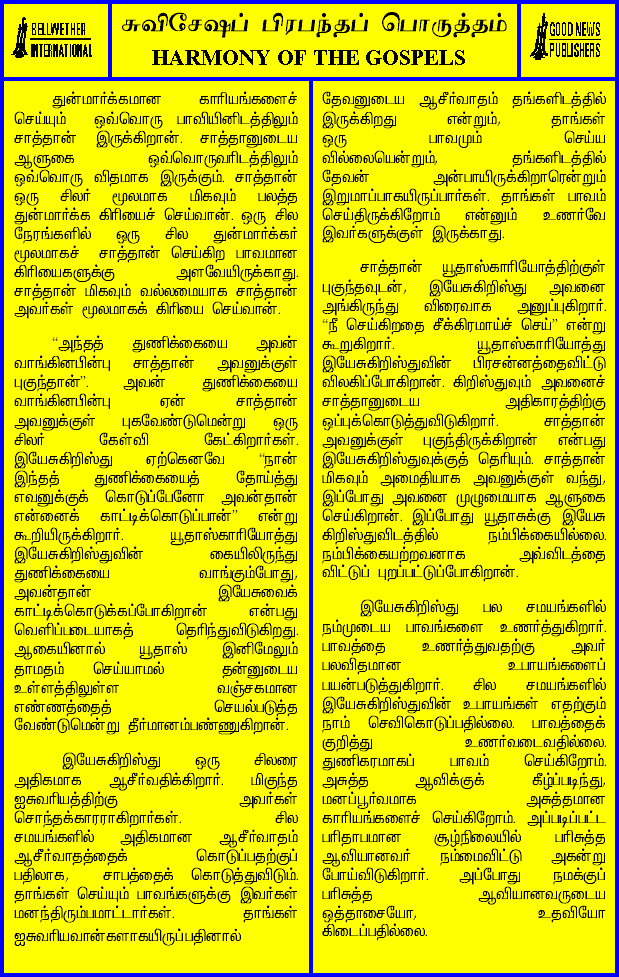 BELLWETHER
INTERNATIONAL
சுவிசேஷப் பிரபந்தப் பொருத்தம்
HARMONY OF THE GOSPELS
GOOD NEWS
PUBLISHERS
துன்மார்க்கமான காரியங்களைச்
செய்யும் ஒவ்வொரு பாவியினிடத்திலும்
சாத்தான் இருக்கிறான். சாத்தானுடைய
ஆளுகை ஒவ்வொருவரிடத்திலும்
ஒவ்வொரு விதமாக இருக்கும். சாத்தான்
ஒரு சிலர் மூலமாக மிகவும் பலத்த
துன்மார்க்க கிரியைச் செய்வான். ஒரு சில
நேரங்களில் ஒரு சில துன்மார்க்கர்
மூலமாகச் சாத்தான் செய்கிற பாவமான
கிரியைகளுக்கு அளவேயிருக்காது.
சாத்தான் மிகவும் வல்லமையாக சாத்தான்
அவர்கள் மூலமாகக் கிரியை செய்வான்.
“அந்தத் துணிக்கையை அவன்
வாங்கினபின்பு சாத்தான் அவனுக்குள்
புகுந்தான்”. அவன் துணிக்கையை
வாங்கினபின்பு ஏன் சாத்தான்
அவனுக்குள் புகவேண்டுமென்று ஒரு
சிலர் கேள்வி கேட்கிறார்கள்.
இயேசுகிறிஸ்து ஏற்கெனவே “நான்
இந்தத் துணிக்கையைத் தோய்த்து
எவனுக்குக் கொடுப்பேனோ அவன்தான்
என்னைக் காட்டிக்கொடுப்பான்” என்று
கூறியிருக்கிறார். யூதாஸ்காரியோத்து
இயேசுகிறிஸ்துவின் கையிலிருந்து
துணிக்கையை வாங்கும்போது,
அவன்தான் இயேசுவைக்
காட்டிக்கொடுக்கப்போகிறான் என்பது
வெளிப்படையாகத் தெரிந்துவிடுகிறது.
ஆகையினால் யூதாஸ் இனிமேலும்
தாமதம் செய்யாமல் தன்னுடைய
உள்ளத்திலுள்ள வஞ்சகமான
எண்ணத்தைத் செயல்படுத்த
வேண்டுமென்று தீர்மானம்பண்ணுகிறான்.
இயேசுகிறிஸ்து ஒரு சிலரை
அதிகமாக ஆசீர்வதிக்கிறார். மிகுந்த
ஐசுவரியத்திற்கு அவர்கள்
சொந்தக்காரராகிறார்கள். சில
சமயங்களில் அதிகமான ஆசீர்வாதம்
ஆசீர்வாதத்தைக் கொடுப்பதற்குப்
பதிலாக, சாபத்தைக் கொடுத்துவிடும்.
தாங்கள் செய்யும் பாவங்களுக்கு இவர்கள்
மனந்திரும்பமாட்டார்கள். தாங்கள்
ஐசுவரியவான்களாகயிருப்பதினால்
தேவனுடைய ஆசீர்வாதம் தங்களிடத்தில்
இருக்கிறது என்றும், தாங்கள்
ஒரு பாவமும் செய்ய
வில்லையென்றும், தங்களிடத்தில்
தேவன் அன்பாயிருக்கிறாரென்றும்
இறுமாப்பாகயிருப்பார்கள். தாங்கள் பாவம்
செய்திருக்கிறோம் என்னும் உணர்வே
இவர்களுக்குள் இருக்காது.
சாத்தான் யூதாஸ்காரியோத்திற்குள்
புகுந்தவுடன், இயேசுகிறிஸ்து அவனை
அங்கிருந்து விரைவாக அனுப்புகிறார்.
“நீ செய்கிறதை சீக்கிரமாய்ச் செய்” என்று
கூறுகிறார். யூதாஸ்காரியோத்து
இயேசுகிறிஸ்துவின் பிரசன்னத்தைவிட்டு
விலகிப்போகிறான். கிறிஸ்துவும் அவனைச்
சாத்தானுடைய அதிகாரத்திற்கு
ஒப்புக்கொடுத்துவிடுகிறார். சாத்தான்
அவனுக்குள் புகுந்திருக்கிறான் என்பது
இயேசுகிறிஸ்துவுக்குத் தெரியும். சாத்தான்
மிகவும் அமைதியாக அவனுக்குள் வந்து,
இப்போது அவனை முழுமையாக ஆளுகை
செய்கிறான். இப்போது யூதாசுக்கு இயேசு
கிறிஸ்துவிடத்தில் நம்பிக்கையில்லை.
நம்பிக்கையற்றவனாக அவ்விடத்தை
விட்டுப் புறப்பட்டுப்போகிறான்.
இயேசுகிறிஸ்து பல சமயங்களில்
நம்முடைய பாவங்களை உணர்த்துகிறார்.
பாவத்தை உணர்த்துவதற்கு அவர்
பலவிதமான உபாயங்களைப்
பயன்படுத்துகிறார். சில சமயங்களில்
இயேசுகிறிஸ்துவின் உபாயங்கள் எதற்கும்
நாம் செவிகொடுப்பதில்லை. பாவத்தைக்
குறித்து உணர்வடைவதில்லை.
துணிகரமாகப் பாவம் செய்கிறோம்.
அசுத்த ஆவிக்குக் கீழ்ப்படிந்து,
மனப்பூர்வமாக அசுத்தமான
காரியங்களைச் செய்கிறோம். அப்படிப்பட்ட
பரிதாபமான சூழ்நிலையில் பரிசுத்த
ஆவியானவர் நம்மைவிட்டு அகன்று
போய்விடுகிறார். அப்போது நமக்குப்
பரிசுத்த ஆவியானவருடைய
ஒத்தாசையோ, உதவியோ
கிடைப்பதில்லை.